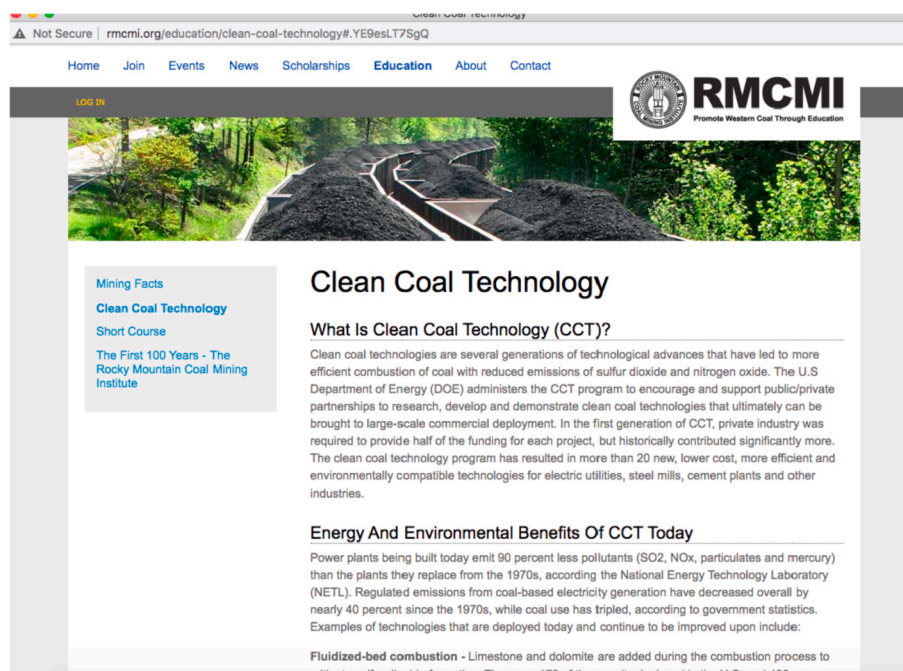 Clean Coal Technology
Not Secure | rmcmi.org/education/clean-coal-technology#.YE9esLT7SgQ
Home Join Events News Scholarships Education About Contact
LOG IN
ROCKY MOUNTAIN
COAL MINING INSTITUTE
RMCMI
Promote Western Coal Through Education
Mining Facts
Clean Coal Technology
Short Course
The First 100 Years - The
Rocky Mountain Coal Mining
Institute
Clean Coal Technology
What Is Clean Coal Technology (CCT)?
Clean coal technologies are several generations of technological advances that have led to more
efficient combustion of coal with reduced emissions of sulfur dioxide and nitrogen oxide. The U.S
Department of Energy (DOE) administers the CCT program to encourage and support public/private
partnerships to research, develop and demonstrate clean coal technologies that ultimately can be
brought to large-scale commercial deployment. In the first generation of CCT, private industry was
required to provide half of the funding for each project, but historically contributed significantly more.
The clean coal technology program has resulted in more than 20 new, lower cost, more efficient and
environmentally compatible technologies for electric utilities, steel mills, cement plants and other
industries.
Energy And Environmental Benefits Of CCT Today
Power plants being built today emit 90 percent less pollutants (SO2, NOx, particulates and mercury)
than the plants they replace from the 1970s, according the National Energy Technology Laboratory
(NETL). Regulated emissions from coal-based electricity generation have decreased overall by
nearly 40 percent since the 1970s, while coal use has tripled, according to government statistics.
Examples of technologies that are deployed today and continue to be improved upon include:
Fluidized-bed combustion - Limestone and dolomite are added during the combustion process to